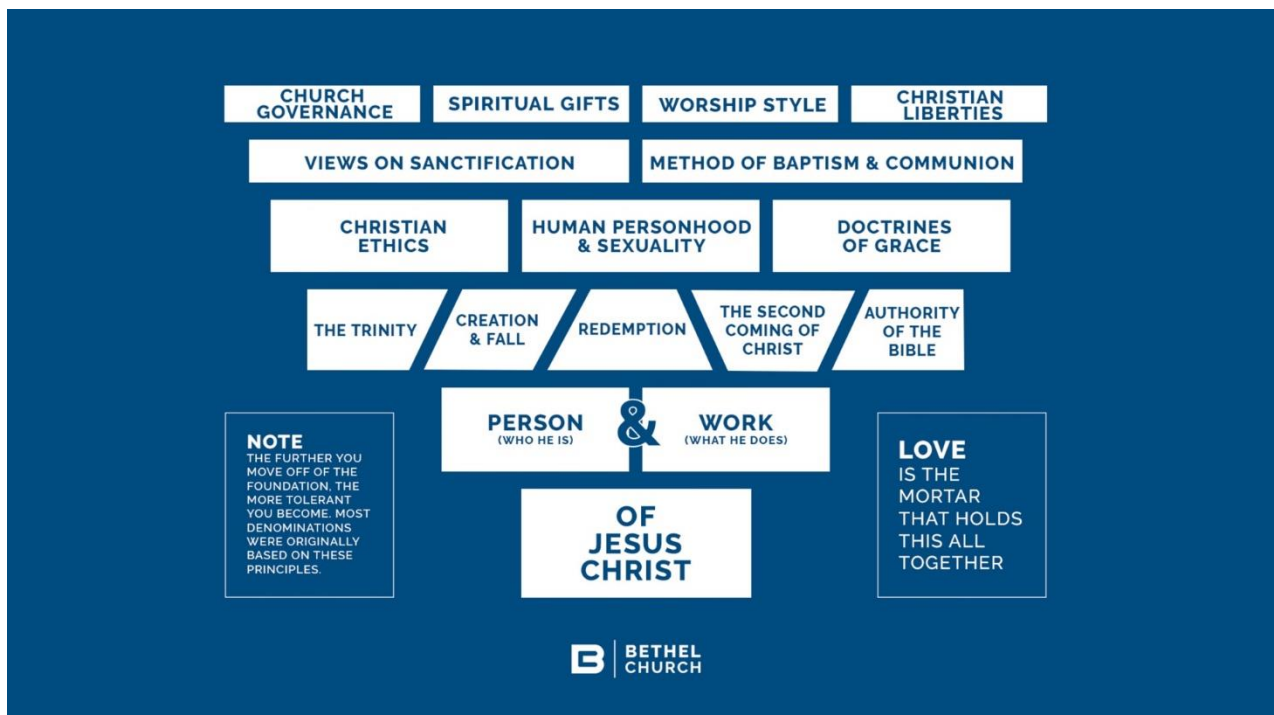 CHURCH
GOVERNANCE
SPIRITUAL GIFTS
WORSHIP STYLE
CHRISTIAN
LIBERTIES
VIEWS ON SANCTIFICATION
METHOD OF BAPTISM & COMMUNION
CHRISTIAN
ETHICS
HUMAN PERSONHOOD
& SEXUALITY
DOCTRINES
OF GRACE
THE TRINITY
CREATION
& FALL
REDEMPTION
THE SECOND
COMING OF
CHRIST
AUTHORITY
OF THE
BIBLE
PERSON
(WHO HE IS)
&
WORK
(WHAT HE DOES)
OF
JESUS
CHRIST
NOTE
THE FURTHER YOU
MOVE OFF OF THE
FOUNDATION, THE
MORE TOLERANT
YOU BECOME. MOST
DENOMINATIONS
WERE ORIGINALLY
BASED ON THESE
PRINCIPLES.
LOVE
IS THE
MORTAR
THAT HOLDS
THIS ALL
TOGETHER
B
BETHEL
CHURCH